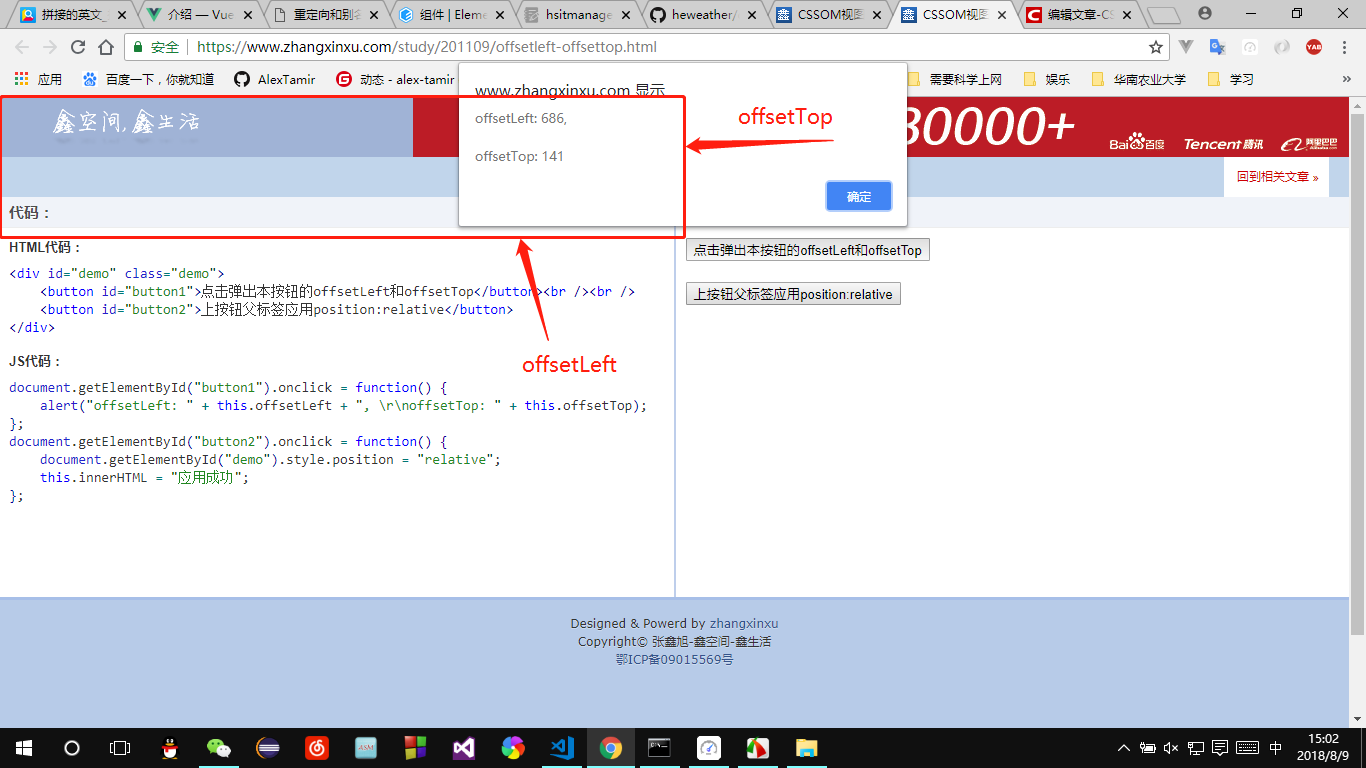 拼接的英文_
介绍 — Vue
重定向和别名
组件 | Eleme
hsitmanage
heweather/
CSSOM视图
CSSOM视图
编辑文章-CS
安全
https://www.zhangxinxu.com/study/201109/offsetleft-offsettop.html
应用
百度一下，你就知道
AlexTamir
动态 - alex-tamir
需要科学上网
娱乐
华南农业大学
学习
www.zhangxinxu.com 显示
offsetLeft: 686,
offsetTop: 141
确定
鑫空间,鑫生活
offsetTop
80000+
Bai百度
Tencent 腾讯
阿里巴巴
回到相关文章 »
代码：
HTML代码：
<div id="demo" class="demo">
<button id="button1">点击弹出本按钮的offsetLeft和offsetTop</button><br /><br />
<button id="button2">上按钮父标签应用position:relative</button>
</div>
JS代码：
document.getElementById("button1").onclick = function() {
alert("offsetLeft: " + this.offsetLeft + ", \r\noffsetTop: " + this.offsetTop);
};
document.getElementById("button2").onclick = function() {
document.getElementById("demo").style.position = "relative";
this.innerHTML = "应用成功";
};
offsetLeft
点击弹出本按钮的offsetLeft和offsetTop
上按钮父标签应用position:relative
Designed & Powerd by zhangxinxu
Copyright© 张鑫旭-鑫空间-鑫生活
鄂ICP备09015569号
中
15:02
2018/8/9